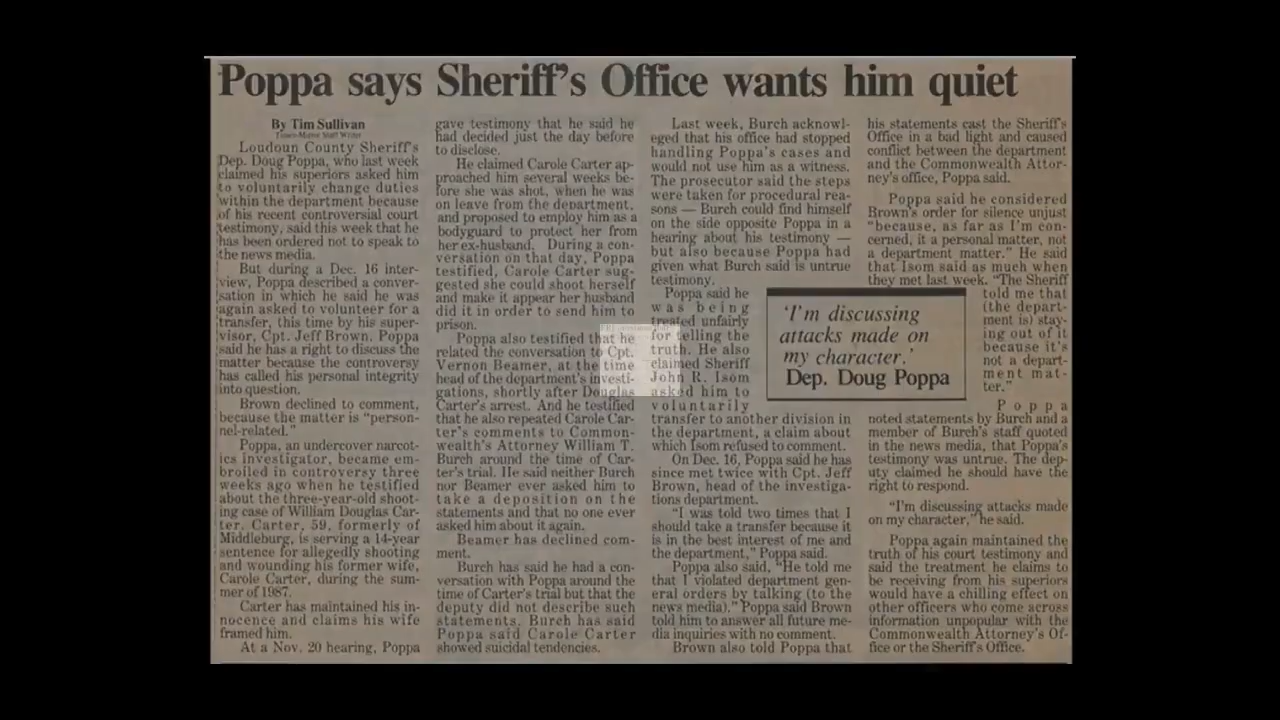 Poppa says Sheriff's Office wants him quiet
By Tim Sullivan
Times-Mirror Staff Writer
Loudoun County Sheriff's
Dep. Doug Poppa, who last week
claimed his superiors asked him
to voluntarily change duties
within the department because
of his recent controversial court
testimony, said this week that he
has been ordered not to speak to
the news media.
But during a Dec. 16 inter-
view, Poppa described a conver-
sation in which he said he was
again asked to volunteer for a
transfer, this time by his super-
visor, Cpt. Jeff Brown. Poppa
said he has a right to discuss the
matter because the controversy
has called his personal integrity
into question.
Brown declined to comment,
because the matter is "person-
nel-related."
Poppa, an undercover narcot-
ics investigator, became em-
broiled in controversy three
weeks ago when he testified
about the three-year-old shoot-
ing case of William Douglas Car-
ter. Carter, 59, formerly of
Middleburg, is serving a 14-year
sentence for allegedly shooting
and wounding his former wife,
Carole Carter, during the sum-
mer of 1987.
Carter has maintained his in-
nocence and claims his wife
framed him.
At a Nov. 20 hearing, Poppa
gave testimony that he said he
had decided just the day before
to disclose.
He claimed Carole Carter ap-
proached him several weeks be-
fore she was shot, when he was
on leave from the department,
and proposed to employ him as a
bodyguard to protect her from
her ex-husband. During a con-
versation on that day, Poppa
testified, Carole Carter sug-
gested she could shoot herself
and make it appear her husband
did it in order to send him to
prison.
Poppa also testified that he
related the conversation to Cpt.
Vernon Beamer, at the time
head of the department's investi-
gations, shortly after Douglas
Carter's arrest. And he testified
that he also repeated Carole Car-
ter's comments to Common-
wealth's Attorney William T.
Burch around the time of Car-
ter's trial. He said neither Burch
nor Beamer ever asked him to
take a deposition on the
statements and that no one ever
asked him about it again.
Beamer has declined com-
ment.
Burch has said he had a con-
versation with Poppa around the
time of Carter's trial but that the
deputy did not describe such
statements. Burch has said
Poppa said Carole Carter
showed suicidal tendencies.
Last week, Burch acknowl-
eged that his office had stopped
handling Poppa's cases and
would not use him as a witness.
The prosecutor said the steps
were taken for procedural rea-
sons — Burch could find himself
on the side opposite Poppa in a
hearing about his testimony —
but also because Poppa had
given what Burch said is untrue
testimony.
Poppa said he
was being
treated unfairly
for telling the
truth. He also
claimed Sheriff
John R. Isom
asked him to
voluntarily
transfer to another division in
the department, a claim about
which Isom refused to comment.
On Dec. 16, Poppa said he has
since met twice with Cpt. Jeff
Brown, head of the investiga-
tions department.
"I was told two times that I
should take a transfer because it
is in the best interest of me and
the department," Poppa said.
Poppa also said, "He told me
that I violated department gen-
eral orders by talking (to the
news media)." Poppa said Brown
told him to answer all future me-
dia inquiries with no comment.
Brown also told Poppa that
his statements cast the Sheriff's
Office in a bad light and caused
conflict between the department
and the Commonwealth Attor-
ney's office, Poppa said.
Poppa said he considered
Brown's order for silence unjust
"because, as far as I'm con-
cerned, it a personal matter, not
a department matter." He said
that Isom said as much when
they met last week. "The Sheriff
told me that
(the depart-
ment is) stay-
ing out of it
because it's
not a depart-
ment mat-
ter."
'I'm discussing
attacks made on
my character.'
Dep. Doug Poppa
Poppa
noted statements by Burch and a
member of Burch's staff quoted
in the news media, that Poppa's
testimony was untrue. The dep-
uty claimed he should have the
right to respond.
"I'm discussing attacks made
on my character," he said.
Poppa again maintained the
truth of his court testimony and
said the treatment he claims to
be receiving from his superiors
would have a chilling effect on
other officers who come across
information unpopular with the
Commonwealth Attorney's Of-
fice or the Sheriff's Office.